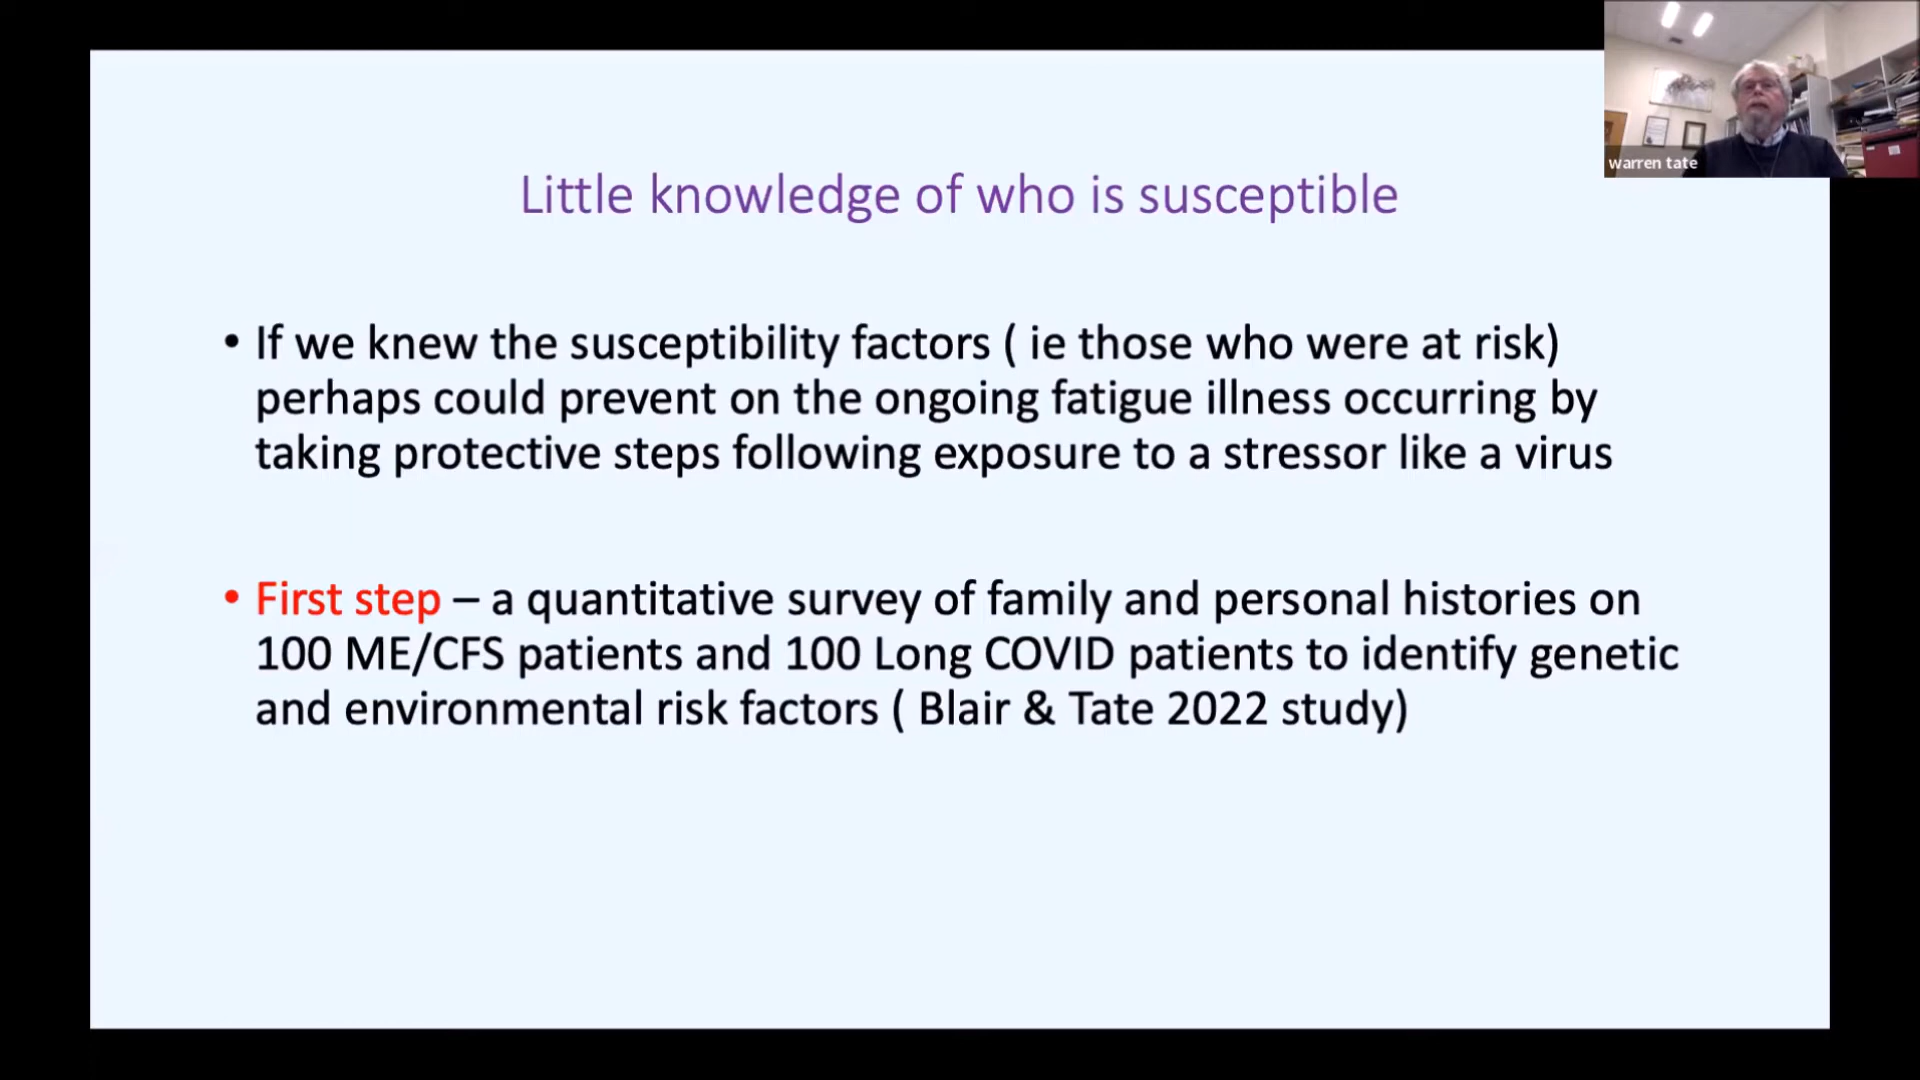 Little knowledge of who is susceptible
• If we knew the susceptibility factors ( ie those who were at risk)
perhaps could prevent on the ongoing fatigue illness occurring by
taking protective steps following exposure to a stressor like a virus
• First step – a quantitative survey of family and personal histories on
100 ME/CFS patients and 100 Long COVID patients to identify genetic
and environmental risk factors ( Blair & Tate 2022 study)
warren tate